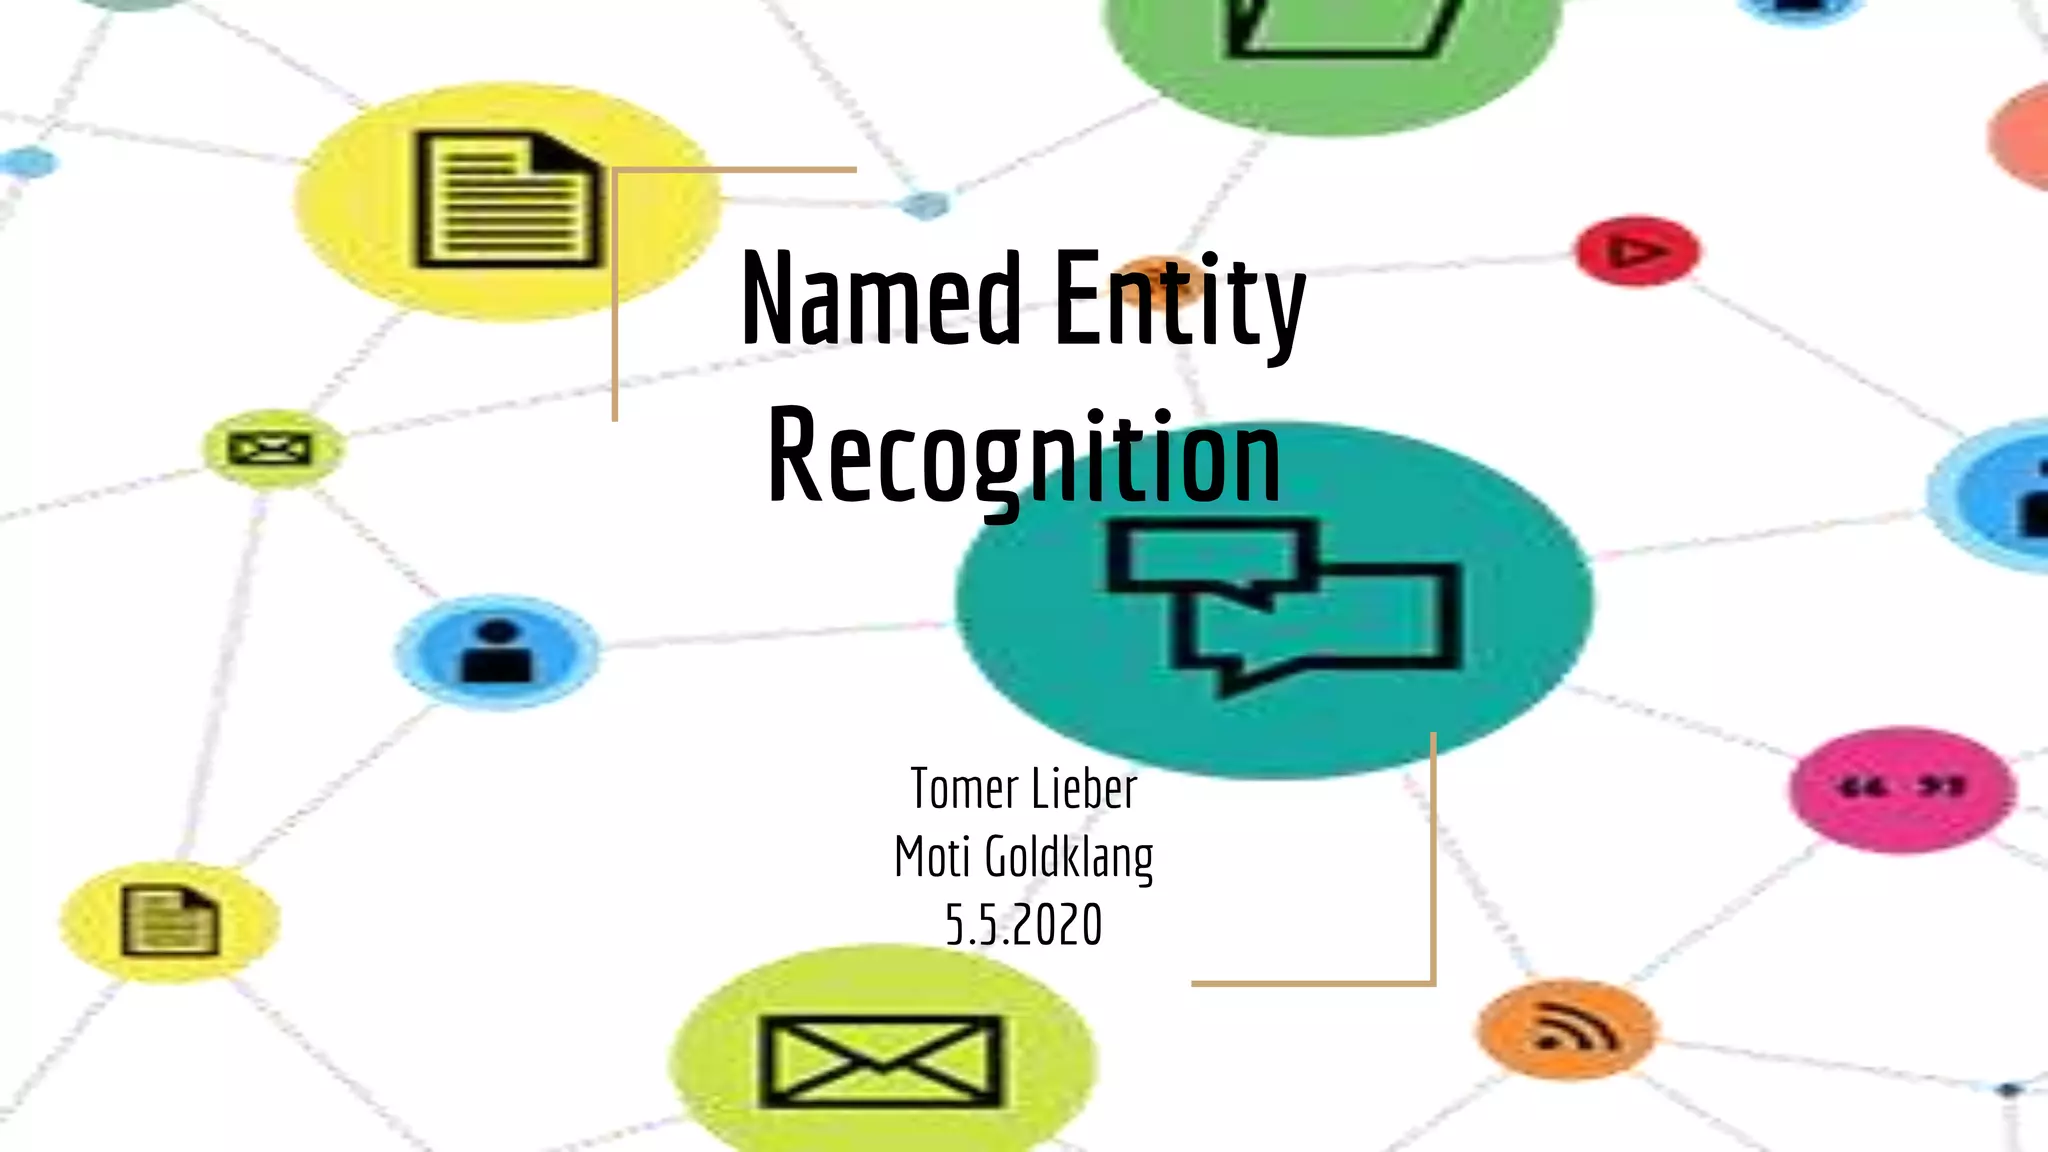 Named Entity
Recognition
Tomer Lieber
Moti Goldklang
5.5.2020